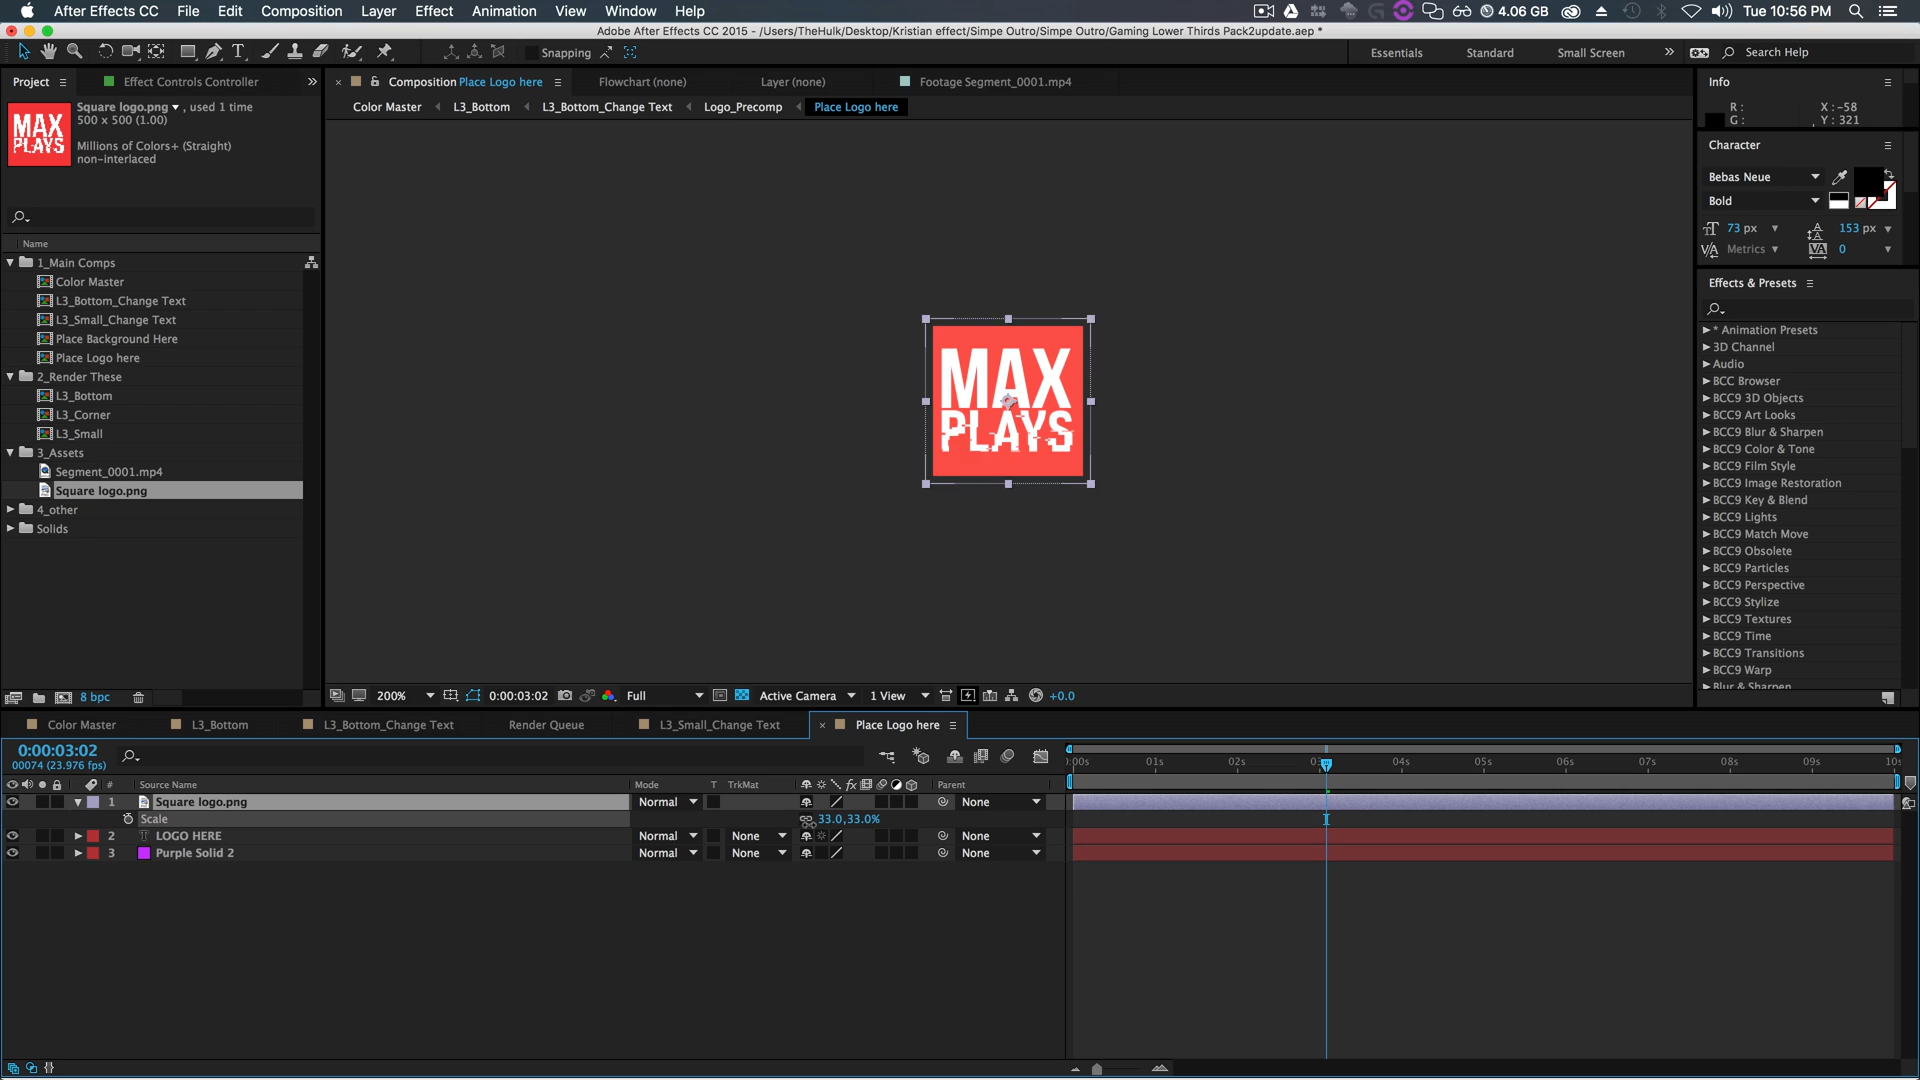 After Effects CC File Edit Composition Layer Effect Animation View Window Help 4.06 GB Tue 10:56 PM
Adobe After Effects CC 2015 - /Users/TheHulk/Desktop/Kristian effect/Simpe Outro/Simpe Outro/Gaming Lower Thirds Pack2update.aep *
Snapping Essentials Standard Small Screen Search Help
Project Effect Controls Controller Composition Place Logo here Flowchart (none) Layer (none) Footage Segment_0001.mp4 Info
Color Master L3_Bottom L3_Bottom_Change Text Logo_Precomp Place Logo here
MAX
PLAYS
Square logo.png , used 1 time
500 x 500 (1.00)
Millions of Colors+ (Straight)
non-interlaced
R : X : -58
G : Y : 321
Character
Bebas Neue
Bold
73 px 153 px
Metrics 0
Name
1_Main Comps
Color Master
L3_Bottom_Change Text
L3_Small_Change Text
Place Background Here
Place Logo here
2_Render These
L3_Bottom
L3_Corner
L3_Small
3_Assets
Segment_0001.mp4
Square logo.png
4_other
Solids
MAX
PLAYS
Effects & Presets
* Animation Presets
3D Channel
Audio
BCC Browser
BCC9 3D Objects
BCC9 Art Looks
BCC9 Blur & Sharpen
BCC9 Color & Tone
BCC9 Film Style
BCC9 Image Restoration
BCC9 Key & Blend
BCC9 Lights
BCC9 Match Move
BCC9 Obsolete
BCC9 Particles
BCC9 Perspective
BCC9 Stylize
BCC9 Textures
BCC9 Time
BCC9 Transitions
BCC9 Warp
Blur & Sharpen
8 bpc 200% 0:00:03:02 Full Active Camera 1 View +0.0
Color Master L3_Bottom L3_Bottom_Change Text Render Queue L3_Small_Change Text Place Logo here
0:00:03:02
00074 (23.976 fps)
:00s 01s 02s 04s 05s 06s 07s 08s 09s 10s
# Source Name Mode T TrkMat Parent
1 Square logo.png Normal None
Scale 33.0,33.0%
2 T LOGO HERE Normal None None
3 Purple Solid 2 Normal None None